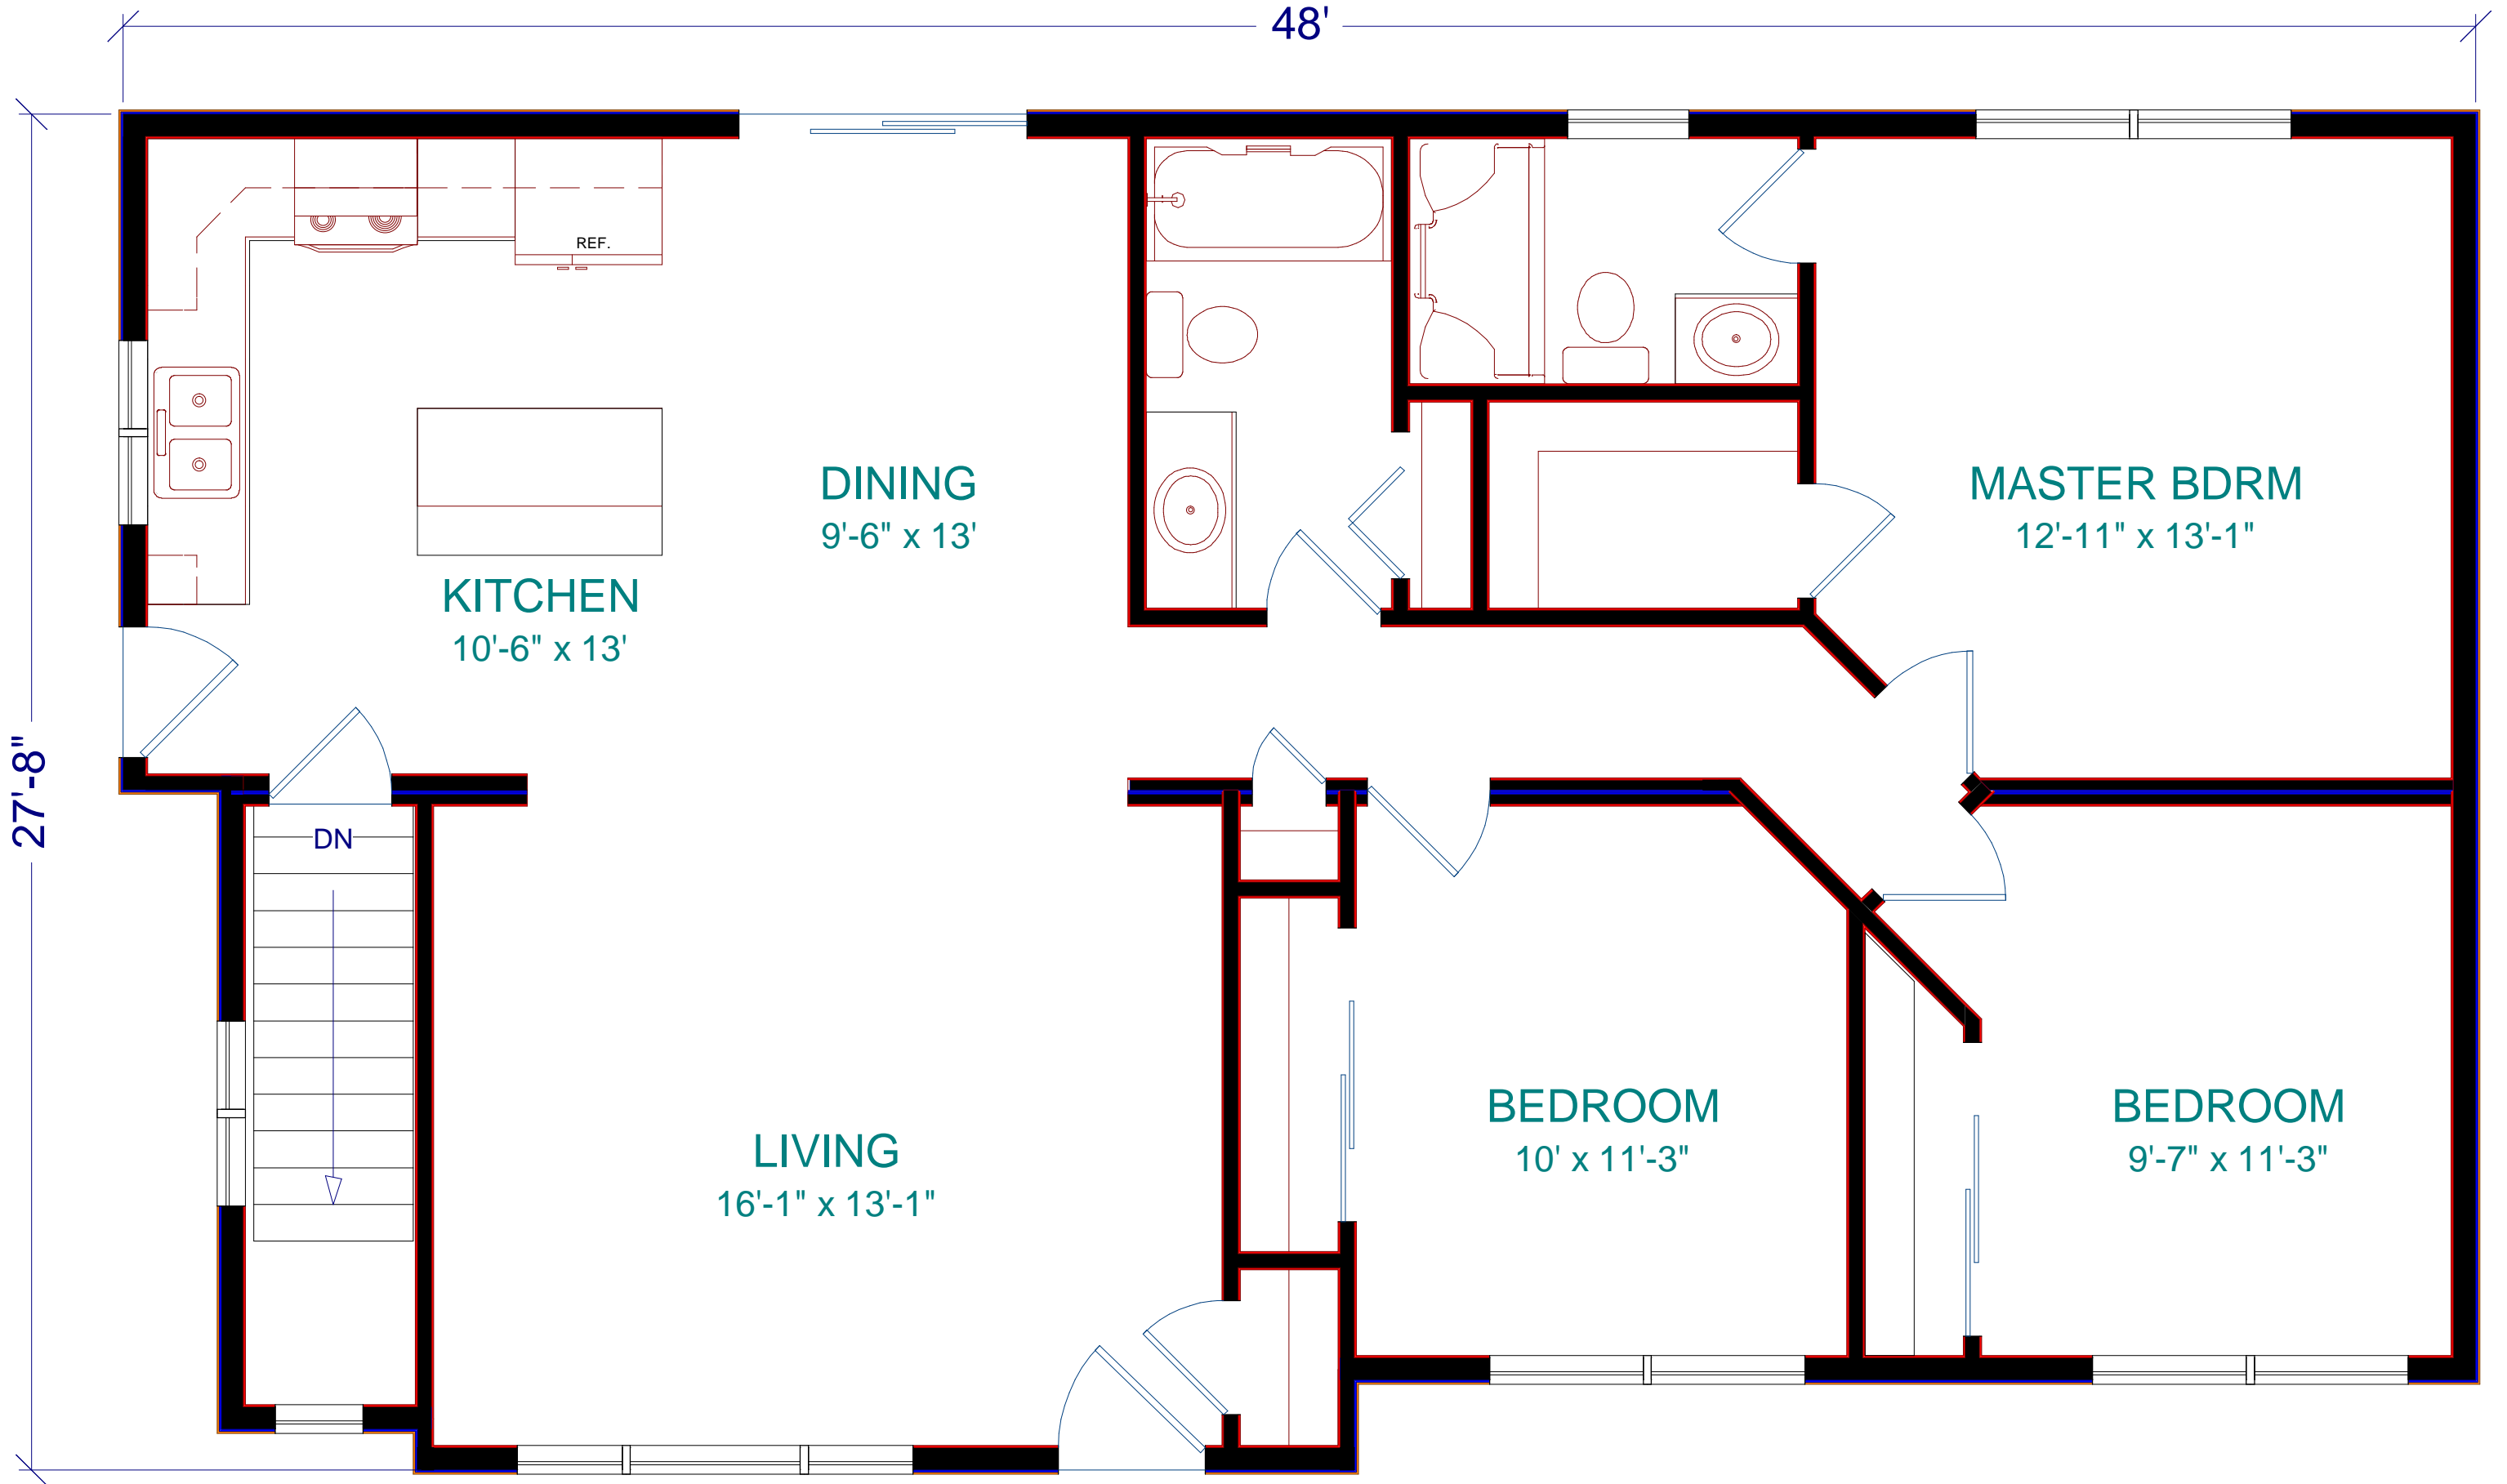 48'
REF.
DINING
9'-6" x 13'
MASTER BDRM
12'-11" x 13'-1"
KITCHEN
10'-6" x 13'
27'-8"
DN
BEDROOM
10' x 11'-3"
BEDROOM
9'-7" x 11'-3"
LIVING
16'-1" x 13'-1"